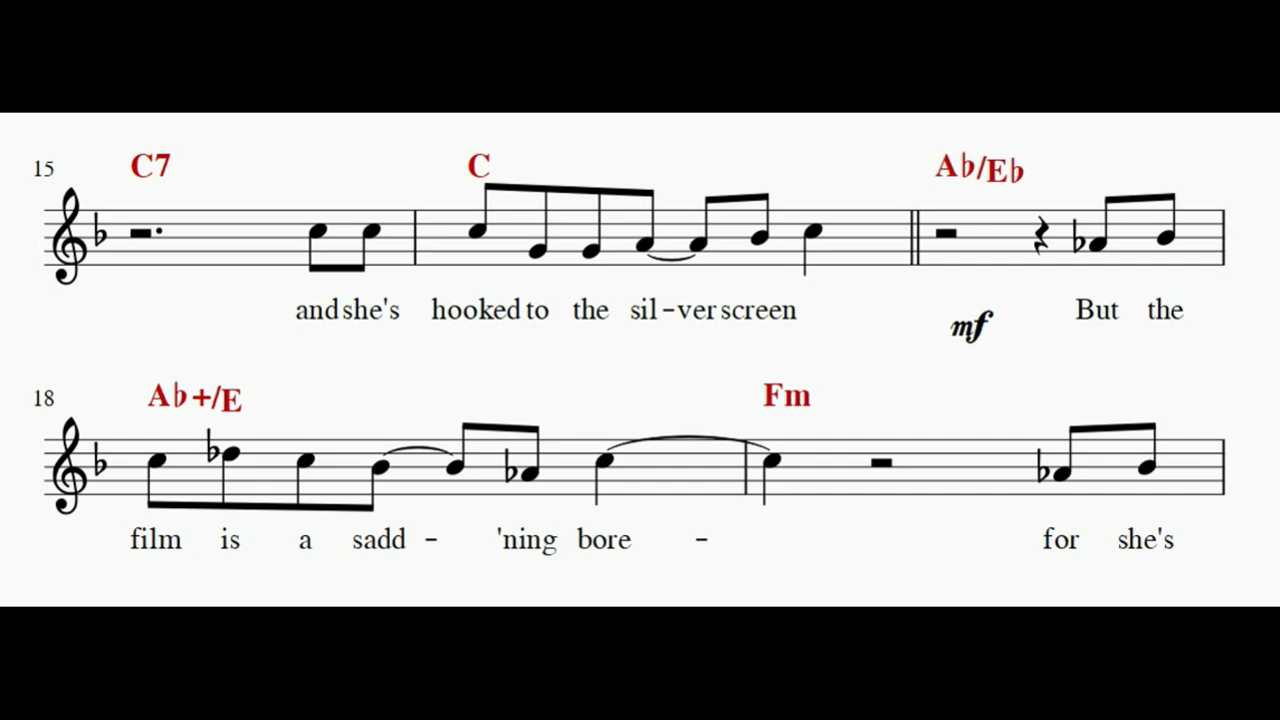 15 C7 C A♭/E♭
and she's hooked to the sil-ver screen But the
mf
18 A♭+/E Fm
film is a sadd - 'ning bore - for she's